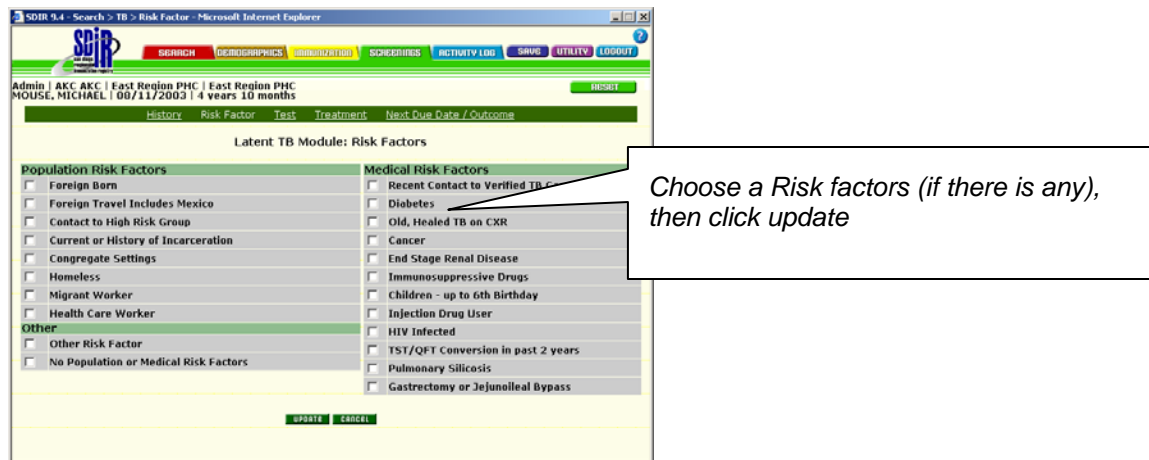 SDIR 9.4 - Search > TB > Risk Factor - Microsoft Internet Explorer
SDIR
SEARCH DEMOGRAPHICS IMMUNIZATION SCREENINGS ACTIVITY LOG SAVE UTILITY LOGOUT
?
Admin | AKC AKC | East Region PHC | East Region PHC
MOUSE, MICHAEL | 08/11/2003 | 4 years 10 months
RESET
History Risk Factor Test Treatment Next Due Date / Outcome
Latent TB Module: Risk Factors
Population Risk Factors
Foreign Born
Foreign Travel Includes Mexico
Contact to High Risk Group
Current or History of Incarceration
Congregate Settings
Homeless
Migrant Worker
Health Care Worker
Other
Other Risk Factor
No Population or Medical Risk Factors
Medical Risk Factors
Recent Contact to Verified TB
Diabetes
Old, Healed TB on CXR
Cancer
End Stage Renal Disease
Immunosuppressive Drugs
Children - up to 6th Birthday
Injection Drug User
HIV Infected
TST/QFT Conversion in past 2 years
Pulmonary Silicosis
Gastrectomy or Jejunoileal Bypass
UPDATE CANCEL
Choose a Risk factors (if there is any),
then click update